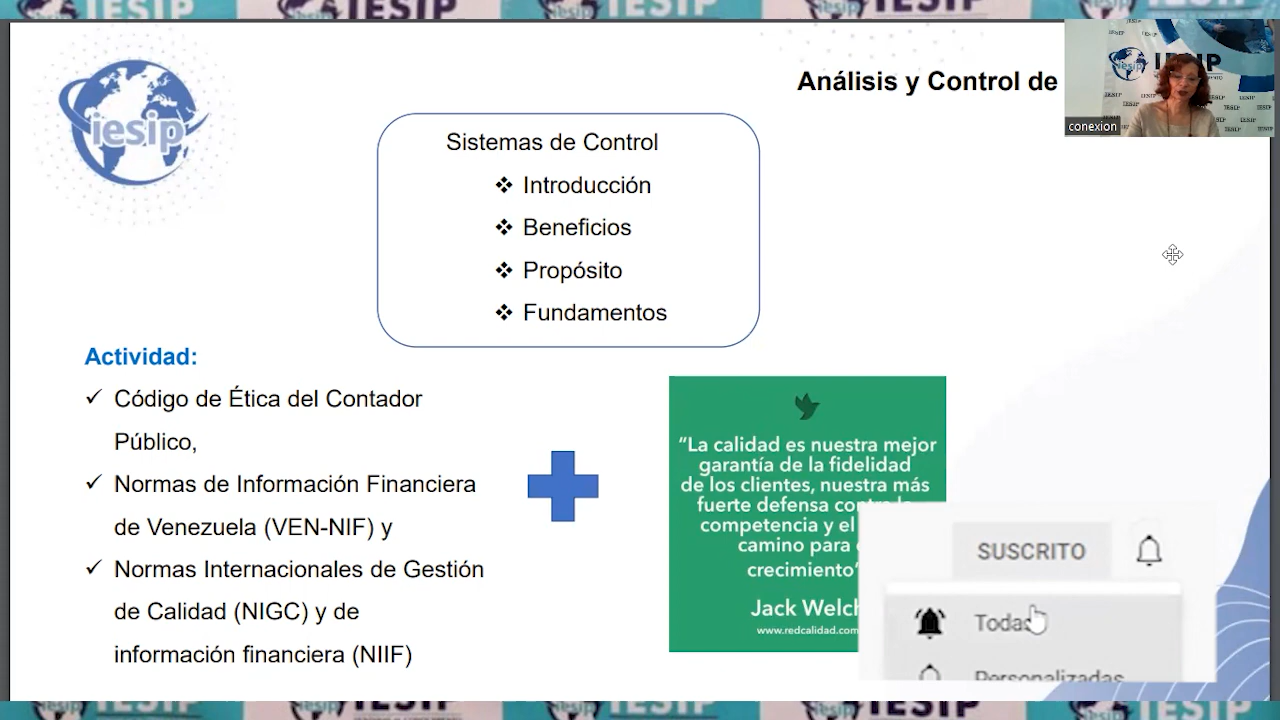 iesip
Análisis y Control de
conexion
Sistemas de Control
❖ Introducción
❖ Beneficios
❖ Propósito
❖ Fundamentos
Actividad:
✓ Código de Ética del Contador
Público,
✓ Normas de Información Financiera
de Venezuela (VEN-NIF) y
✓ Normas Internacionales de Gestión
de Calidad (NIGC) y de
información financiera (NIIF)
“La calidad es nuestra mejor
garantía de la fidelidad
de los clientes, nuestra más
fuerte defensa contra la
competencia y el
camino para
crecimiento”
Jack Welch
www.redcalidad.com
SUSCRITO
Todas
Personalizadas